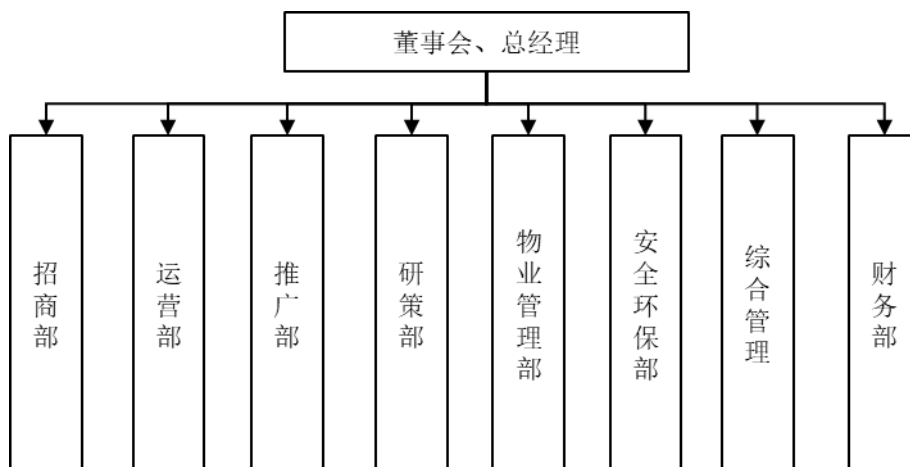 董事会、总经理
招商部
运营部
推广部
研策部
物业管理部
安全环保部
综合管理
财务部